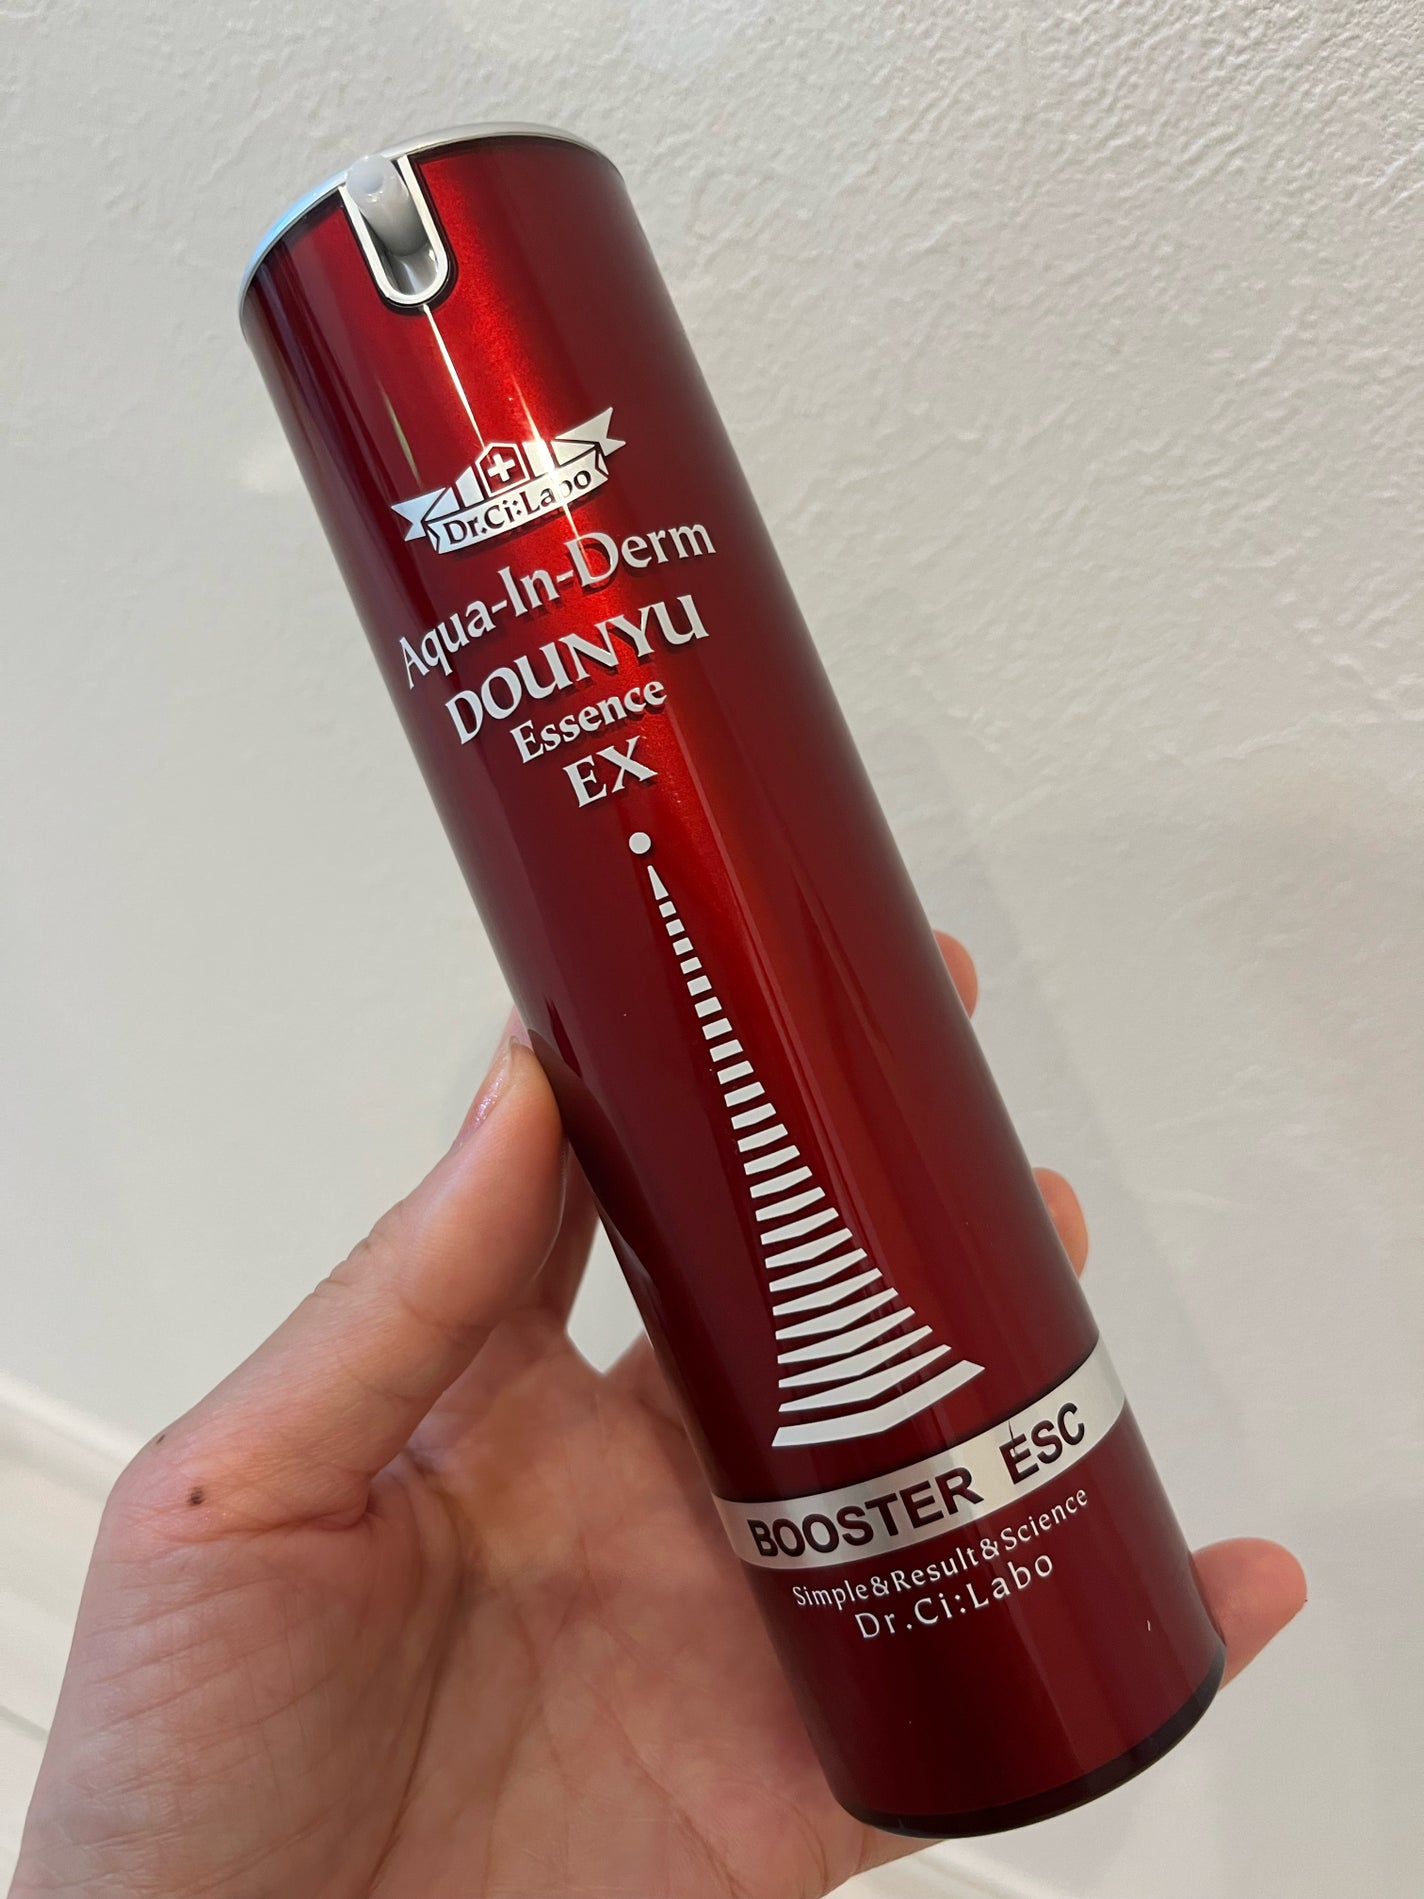 Dr.Ci:Labo
Aqua-In-Derm
DOUNYU
Essence
EX
BOOSTER ESC
Simple&Result&Science
Dr.Ci:Labo